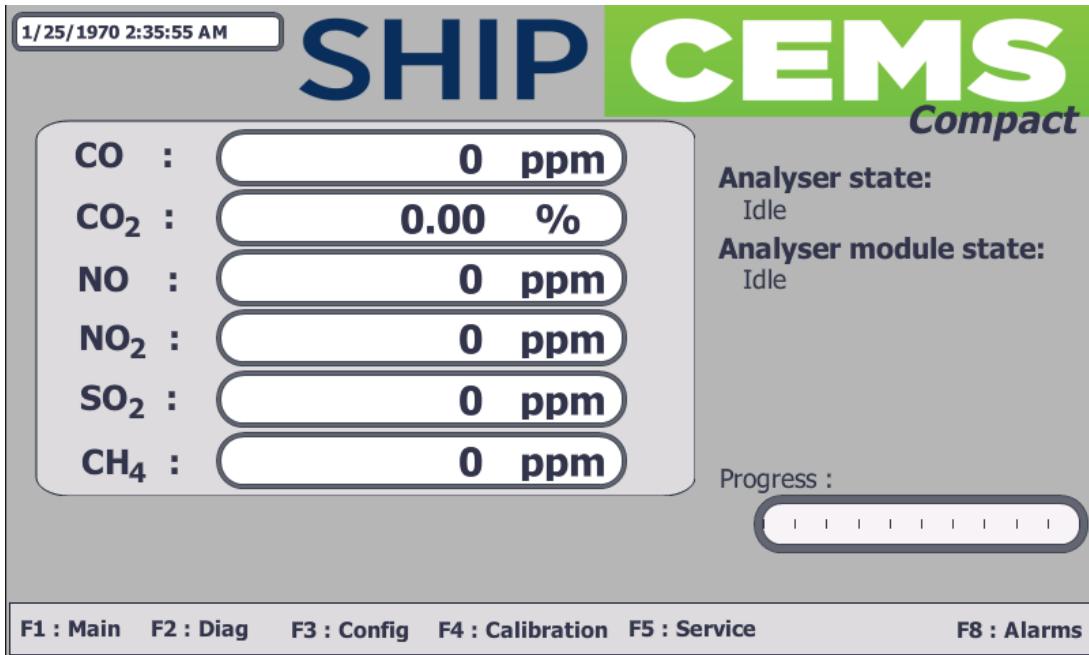 1/25/1970 2:35:55 AM
SHIP CEMS
Compact
CO : 0 ppm
CO₂ : 0.00 %
NO : 0 ppm
NO₂ : 0 ppm
SO₂ : 0 ppm
CH₄ : 0 ppm
Analyser state:
Idle
Analyser module state:
Idle
Progress :
F1 : Main F2 : Diag F3 : Config F4 : Calibration F5 : Service F8 : Alarms